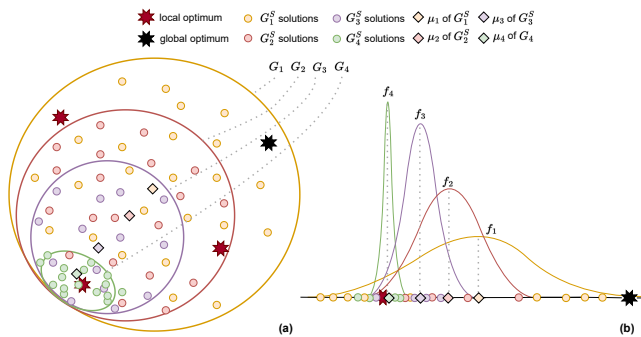 local optimum G₁ˢ solutions G₃ˢ solutions μ₁ of G₁ˢ μ₃ of G₃ˢ
global optimum G₂ˢ solutions G₄ˢ solutions μ₂ of G₂ˢ μ₄ of G₄
G₁ G₂ G₃ G₄
f₄
f₃
f₂
f₁
(a) (b)